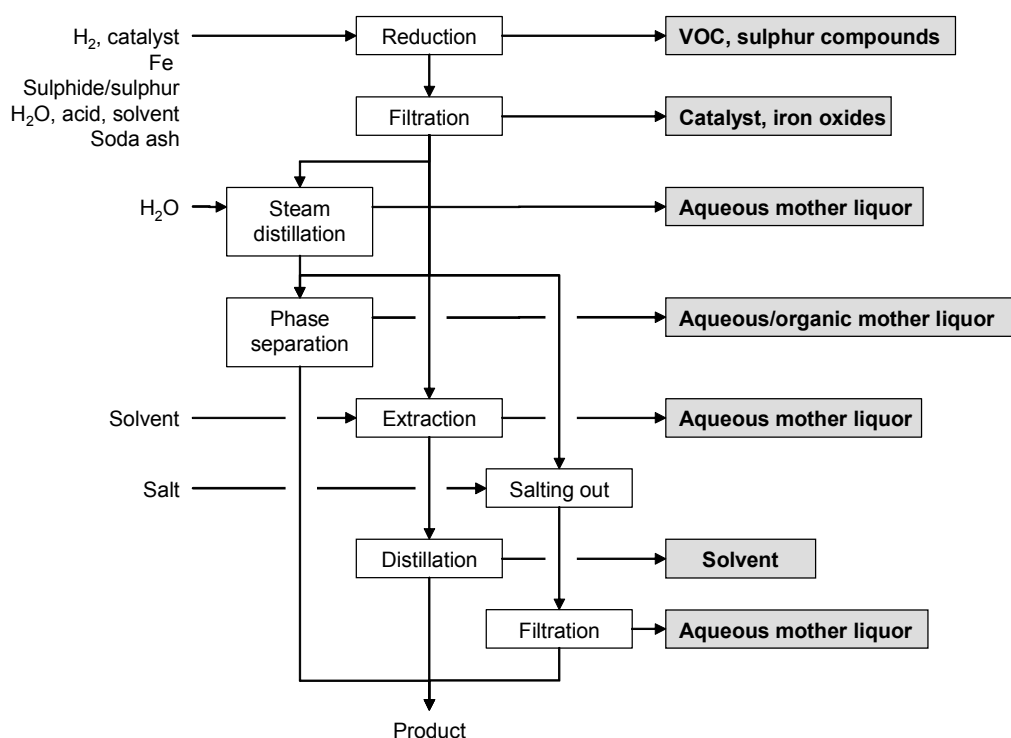 H₂, catalyst
Fe
Sulphide/sulphur
H₂O, acid, solvent
Soda ash
Reduction
VOC, sulphur compounds
Filtration
Catalyst, iron oxides
H₂O
Steam
distillation
Aqueous mother liquor
Phase
separation
Aqueous/organic mother liquor
Solvent
Extraction
Aqueous mother liquor
Salt
Salting out
Distillation
Solvent
Filtration
Aqueous mother liquor
Product